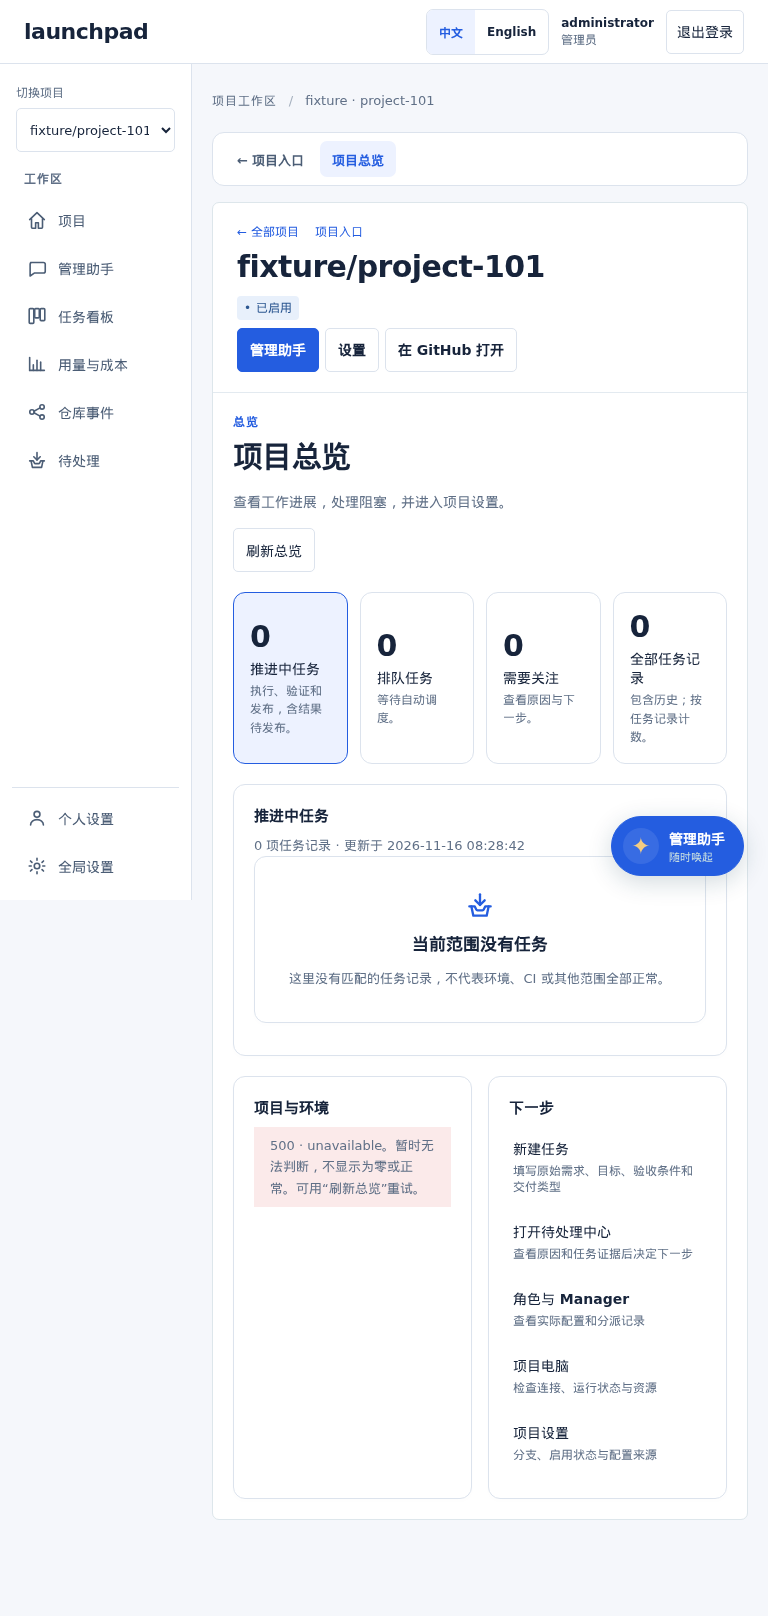 launchpad
中文
English
administrator
管理员
退出登录
切换项目
fixture/project-101
工作区
项目
管理助手
任务看板
用量与成本
仓库事件
待处理
个人设置
全局设置
项目工作区 / fixture · project-101
← 项目入口
项目总览
← 全部项目
项目入口
fixture/project-101
• 已启用
管理助手
设置
在 GitHub 打开
总览
项目总览
查看工作进展，处理阻塞，并进入项目设置。
刷新总览
0
推进中任务
执行、验证和
发布，含结果
待发布。
0
排队任务
等待自动调
度。
0
需要关注
查看原因与下
一步。
0
全部任务记
录
包含历史；按
任务记录计
数。
推进中任务
0 项任务记录 · 更新于 2026-11-16 08:28:42
管理助手
随时唤起
当前范围没有任务
这里没有匹配的任务记录，不代表环境、CI 或其他范围全部正常。
项目与环境
500 · unavailable。暂时无
法判断，不显示为零或正
常。可用“刷新总览”重试。
下一步
新建任务
填写原始需求、目标、验收条件和
交付类型
打开待处理中心
查看原因和任务证据后决定下一步
角色与 Manager
查看实际配置和分派记录
项目电脑
检查连接、运行状态与资源
项目设置
分支、启用状态与配置来源